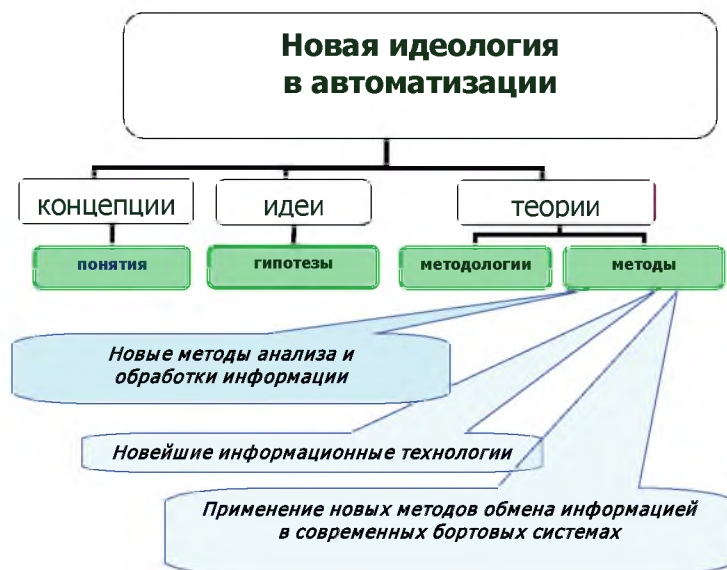 Новая идеология
в автоматизации
концепции
идеи
теории
понятия
гипотезы
методологии
методы
Новые методы анализа и
обработки информации
Новейшие информационные технологии
Применение новых методов обмена информацией
в современных бортовых системах